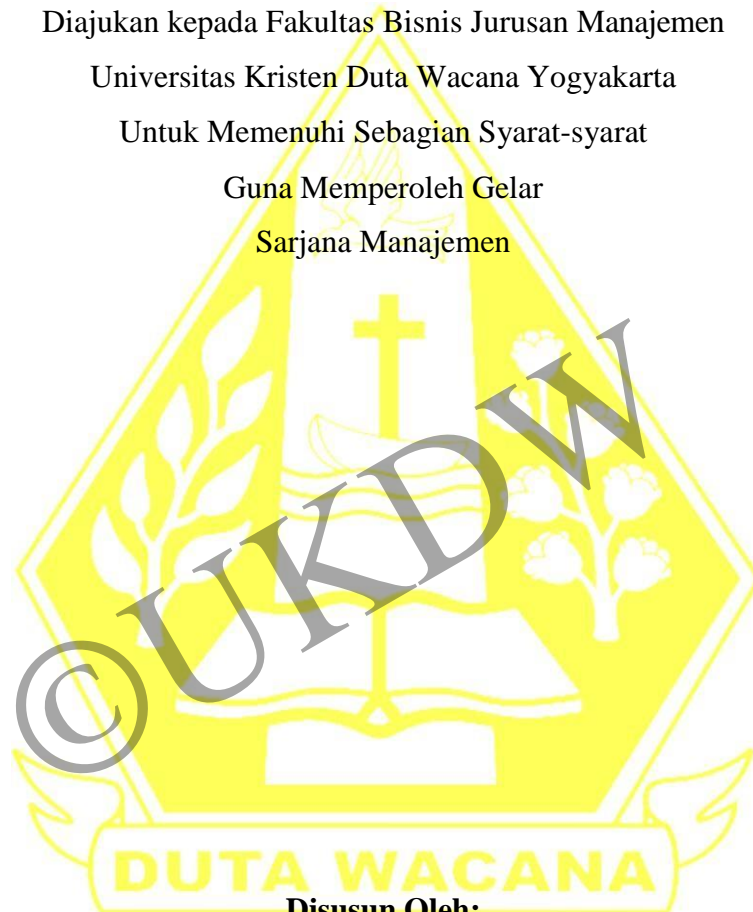 Diajukan kepada Fakultas Bisnis Jurusan Manajemen
Universitas Kristen Duta Wacana Yogyakarta
Untuk Memenuhi Sebagian Syarat-syarat
Guna Memperoleh Gelar
Sarjana Manajemen
©UKDW
DUTA WACANA
Disusun Oleh: